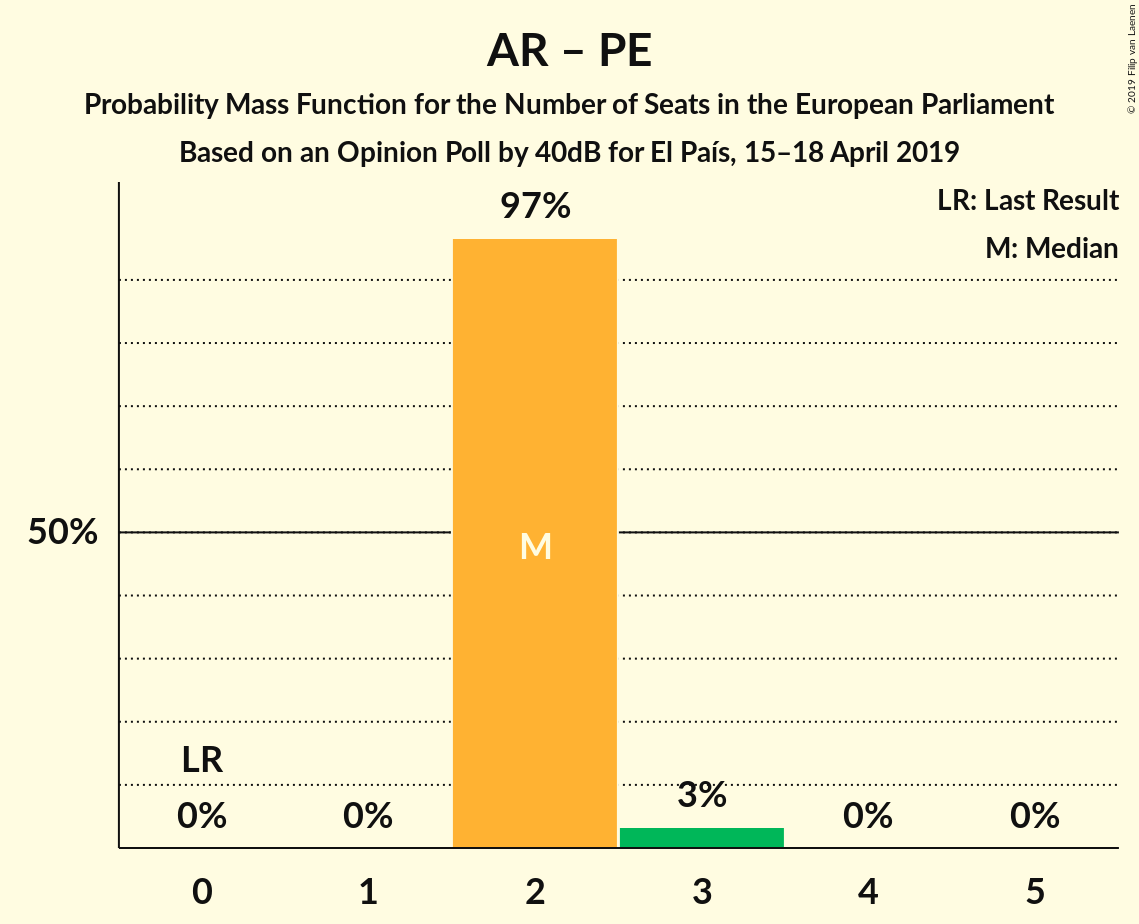 AR – PE
Probability Mass Function for the Number of Seats in the European Parliament
Based on an Opinion Poll by 40dB for El País, 15–18 April 2019
© 2019 Filip van Laenen
LR: Last Result
M: Median
97%
50%
M
LR
0%
0%
3%
0%
0%
0
1
2
3
4
5